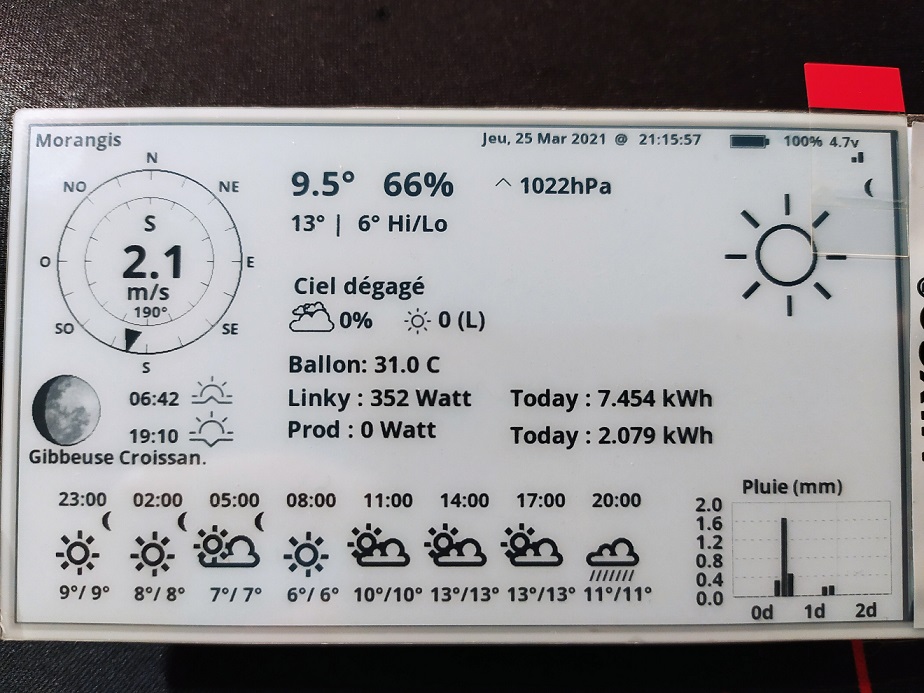 Morangis
Jeu, 25 Mar 2021 @ 21:15:57
100% 4.7v
N
NO
NE
O
E
SO
SE
S
S
2.1
m/s
190°
9.5° 66% ^ 1022hPa
13° | 6° Hi/Lo
Ciel dégagé
0% 0 (L)
Ballon: 31.0 C
Linky : 352 Watt Today : 7.454 kWh
Prod : 0 Watt Today : 2.079 kWh
06:42
19:10
Gibbeuse Croissan.
23:00 02:00 05:00 08:00 11:00 14:00 17:00 20:00
9°/ 9° 8°/ 8° 7°/ 7° 6°/ 6° 10°/10° 13°/13° 13°/13° 11°/11°
Pluie (mm)
2.0
1.6
1.2
0.8
0.4
0.0
0d 1d 2d